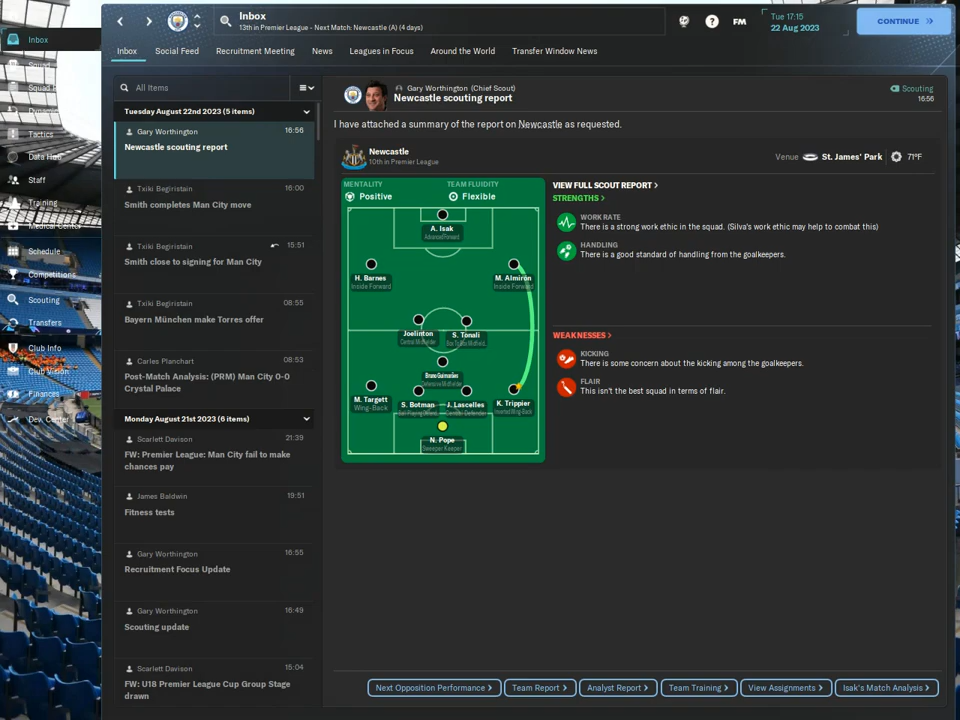 Inbox
13th in Premier League - Next Match: Newcastle (A) (4 days)
FM
Tue 17:15
22 Aug 2023
CONTINUE
Inbox
Social Feed
Recruitment Meeting
News
Leagues in Focus
Around the World
Transfer Window News
Inbox
Tactics
Data Hub
Staff
Training
Medical Center
Schedule
Competitions
Scouting
Transfers
Club Info
Club Vision
Finances
Dev. Center
All Items
Tuesday August 22nd 2023 (5 items)
Gary Worthington 16:56
Newcastle scouting report
Txiki Begiristain 16:00
Smith completes Man City move
Txiki Begiristain 15:51
Smith close to signing for Man City
Txiki Begiristain 08:55
Bayern München make Torres offer
Carles Planchart 08:53
Post-Match Analysis: (PRM) Man City 0-0
Crystal Palace
Monday August 21st 2023 (6 items)
Scarlett Davison 21:39
FW: Premier League: Man City fail to make
chances pay
James Baldwin 19:51
Fitness tests
Gary Worthington 16:55
Recruitment Focus Update
Gary Worthington 16:49
Scouting update
Scarlett Davison 15:04
FW: U18 Premier League Cup Group Stage
drawn
Gary Worthington (Chief Scout)
Newcastle scouting report
Scouting
16:56
I have attached a summary of the report on Newcastle as requested.
Newcastle
10th in Premier League
Venue St. James' Park 71°F
MENTALITY
Positive
TEAM FLUIDITY
Flexible
A. Isak
Advanced Forward
H. Barnes
Inside Forward
M. Almirón
Inside Forward
Joelinton
Central Midfielder
S. Tonali
Bruno Guimarães
Defensive Midfielder
M. Targett
Wing-Back
S. Botman
J. Lascelles
Central Defender
K. Trippier
Inverted Wing-Back
N. Pope
Sweeper Keeper
VIEW FULL SCOUT REPORT >
STRENGTHS >
WORK RATE
There is a strong work ethic in the squad. (Silva's work ethic may help to combat this)
HANDLING
There is a good standard of handling from the goalkeepers.
WEAKNESSES >
KICKING
There is some concern about the kicking among the goalkeepers.
FLAIR
This isn't the best squad in terms of flair.
Next Opposition Performance >
Team Report >
Analyst Report >
Team Training >
View Assignments >
Isak's Match Analysis >